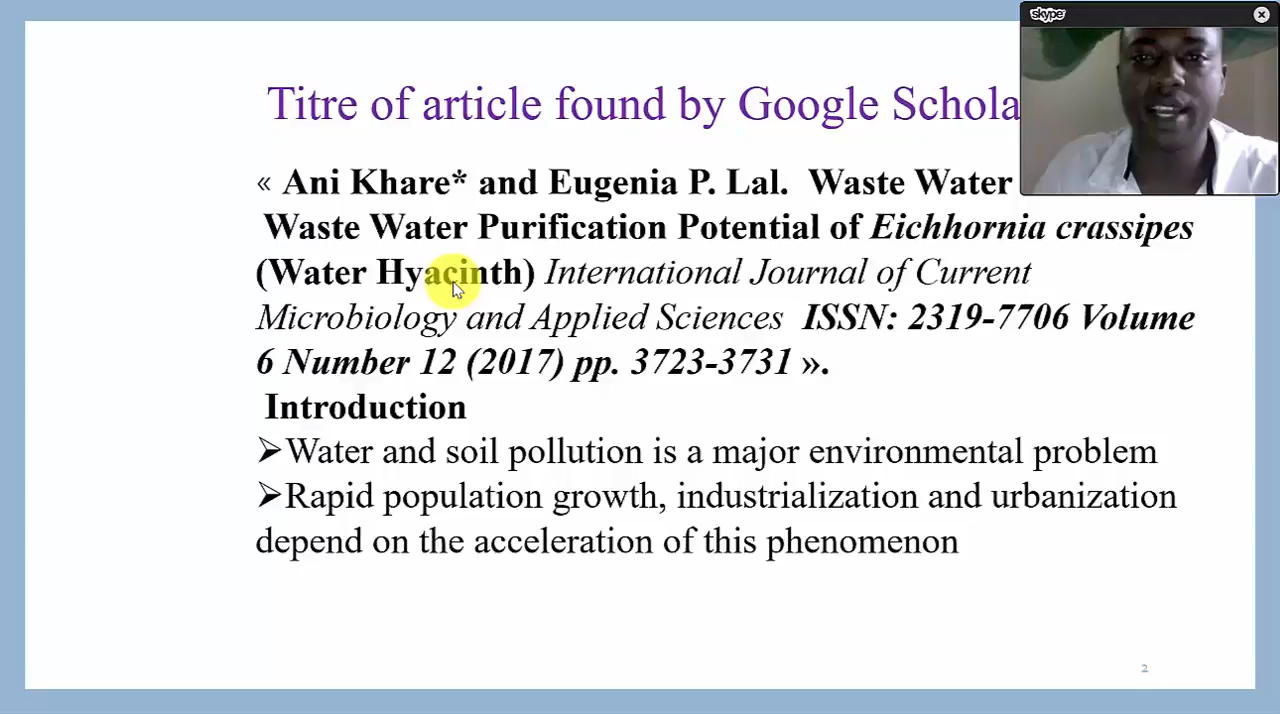 skype
Titre of article found by Google Schola
« Ani Khare* and Eugenia P. Lal. Waste Water
Waste Water Purification Potential of Eichhornia crassipes
(Water Hyacinth) International Journal of Current
Microbiology and Applied Sciences ISSN: 2319-7706 Volume
6 Number 12 (2017) pp. 3723-3731 ».
Introduction
➢Water and soil pollution is a major environmental problem
➢Rapid population growth, industrialization and urbanization
depend on the acceleration of this phenomenon
2